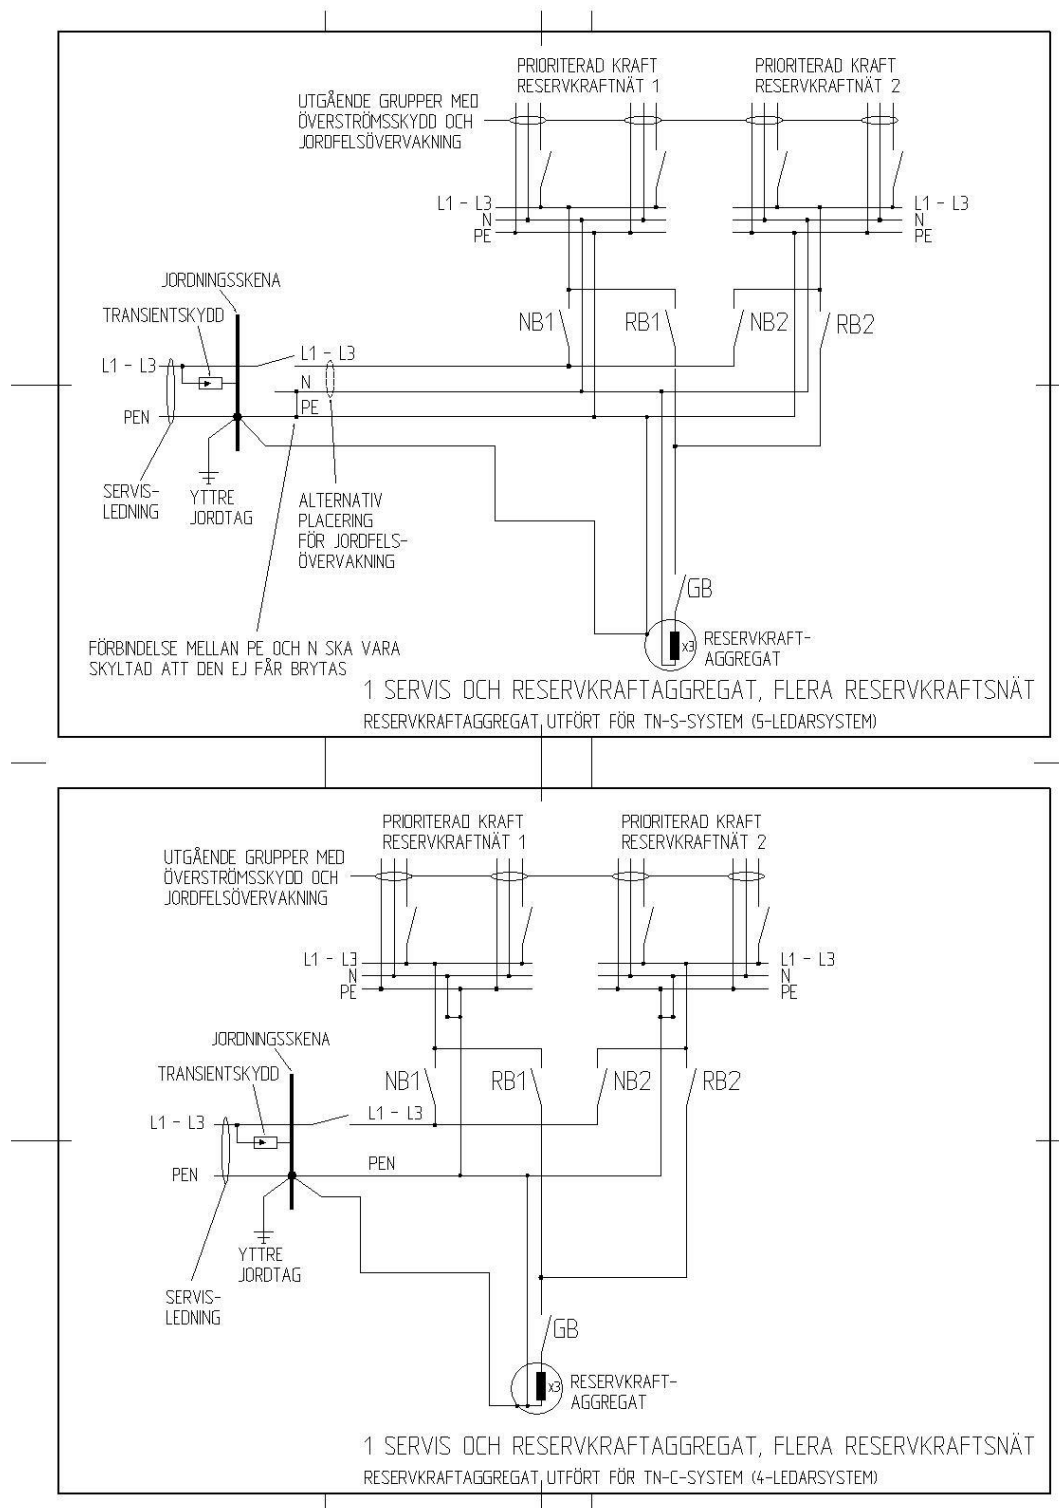 PRIORITERAD KRAFT
RESERVKRAFTNÄT 1
PRIORITERAD KRAFT
RESERVKRAFTNÄT 2
UTGÅENDE GRUPPER MED
ÖVERSTRÖMSSKYDD OCH
JORDFELSÖVERVAKNING
L1 - L3
N
PE
L1 - L3
N
PE
JORDNINGSSKENA
TRANSIENTSKYDD
NB1
RB1
NB2
RB2
L1 - L3
L1 - L3
N
PE
PEN
SERVIS-
LEDNING
YTTRE
JORDTAG
ALTERNATIV
PLACERING
FÖR JORDFELS-
ÖVERVAKNING
GB
x3
RESERVKRAFT-
AGGREGAT
FÖRBINDELSE MELLAN PE OCH N SKA VARA
SKYLTAD ATT DEN EJ FÅR BRYTAS
1 SERVIS OCH RESERVKRAFTAGGREGAT, FLERA RESERVKRAFTSNÄT
RESERVKRAFTAGGREGAT UTFÖRT FÖR TN-S-SYSTEM (5-LEDARSYSTEM)
PRIORITERAD KRAFT
RESERVKRAFTNÄT 1
PRIORITERAD KRAFT
RESERVKRAFTNÄT 2
UTGÅENDE GRUPPER MED
ÖVERSTRÖMSSKYDD OCH
JORDFELSÖVERVAKNING
L1 - L3
N
PE
L1 - L3
N
PE
JORDNINGSSKENA
TRANSIENTSKYDD
NB1
RB1
NB2
RB2
L1 - L3
L1 - L3
PEN
PEN
YTTRE
JORDTAG
SERVIS-
LEDNING
GB
x3
RESERVKRAFT-
AGGREGAT
1 SERVIS OCH RESERVKRAFTAGGREGAT, FLERA RESERVKRAFTSNÄT
RESERVKRAFTAGGREGAT UTFÖRT FÖR TN-C-SYSTEM (4-LEDARSYSTEM)